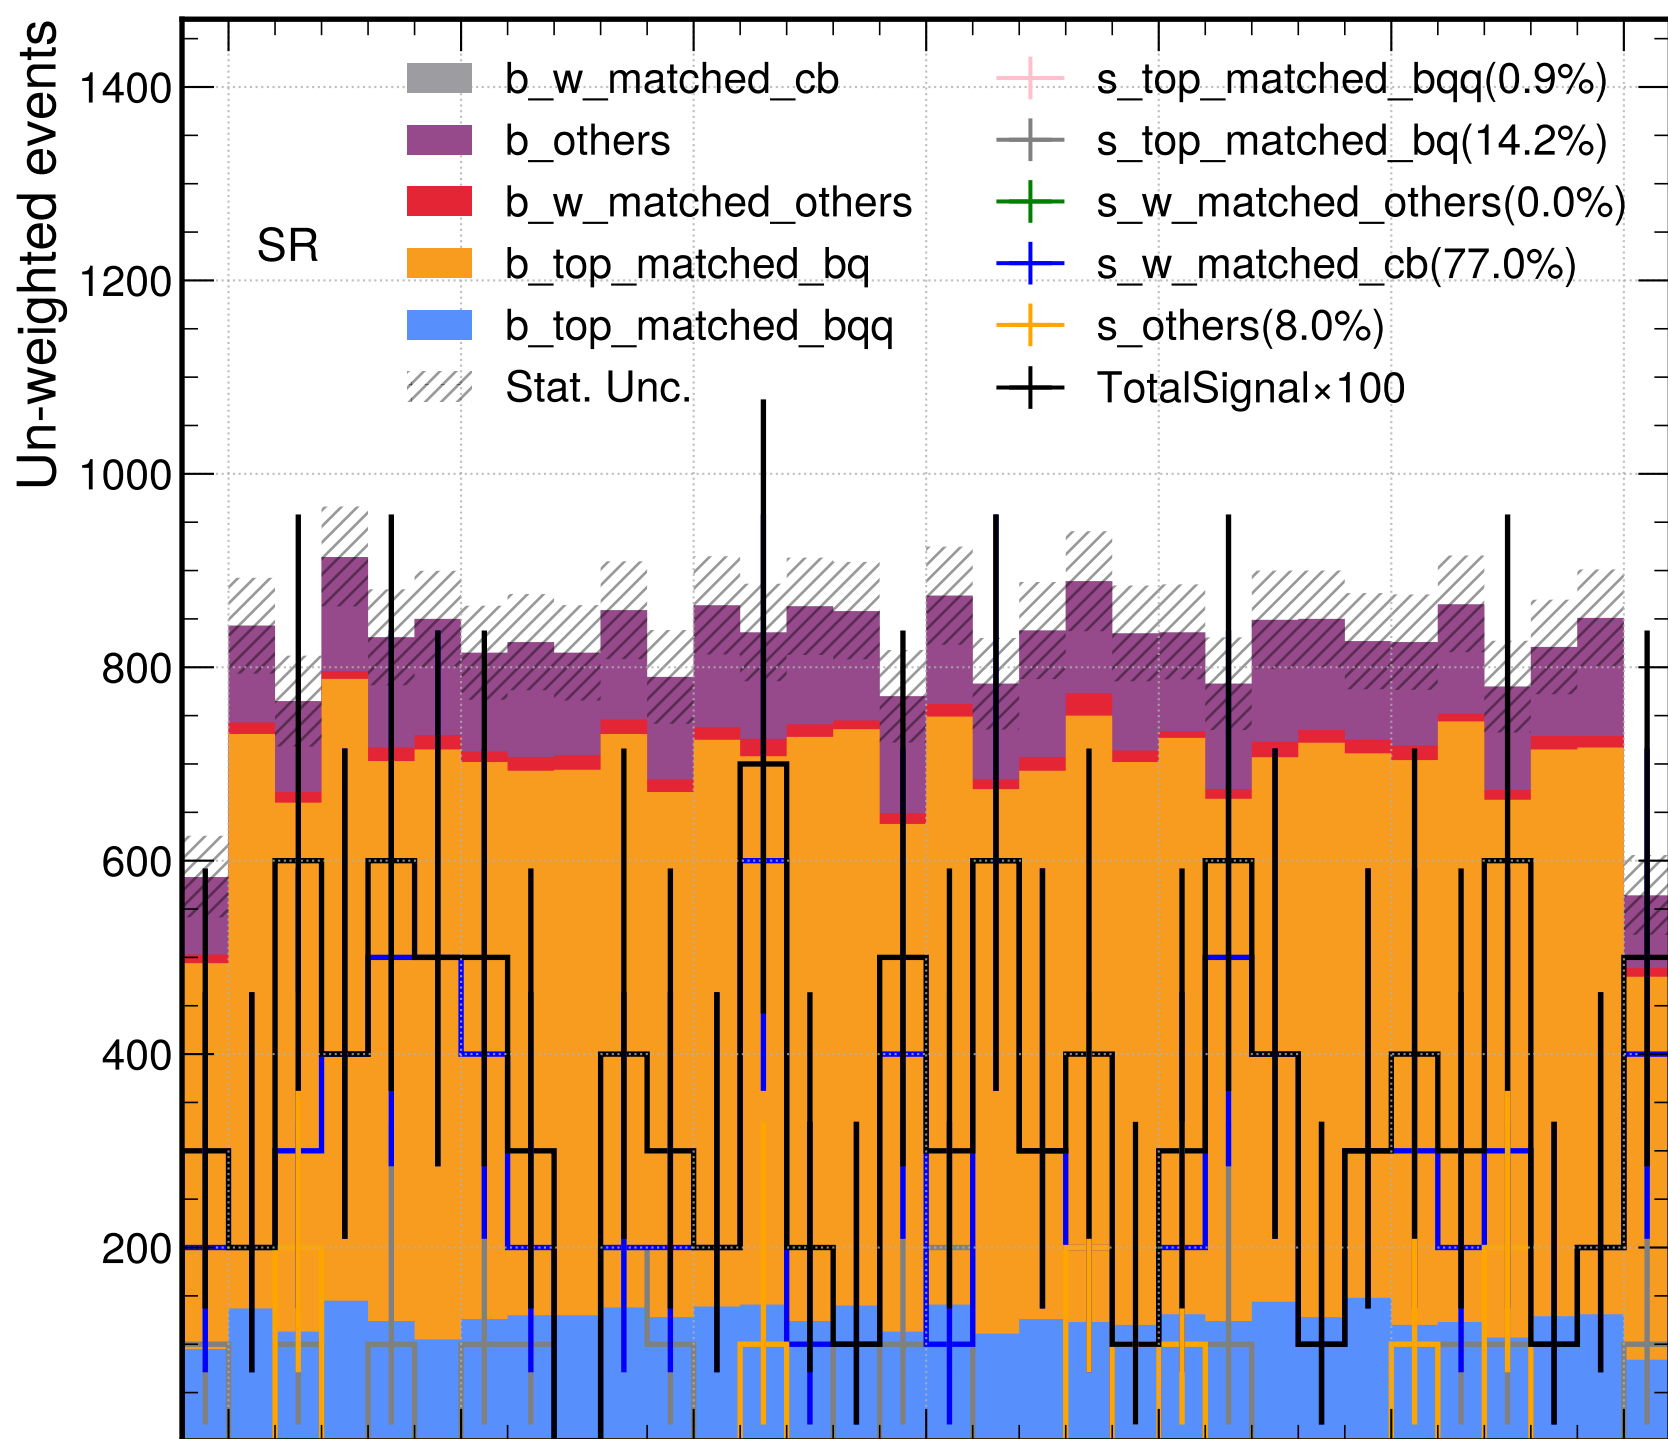 Un-weighted events
1400
1200
1000
800
600
400
200
SR
b_w_matched_cb
b_others
b_w_matched_others
b_top_matched_bq
b_top_matched_bqq
Stat. Unc.
s_top_matched_bqq(0.9%)
s_top_matched_bq(14.2%)
s_w_matched_others(0.0%)
s_w_matched_cb(77.0%)
s_others(8.0%)
TotalSignal×100